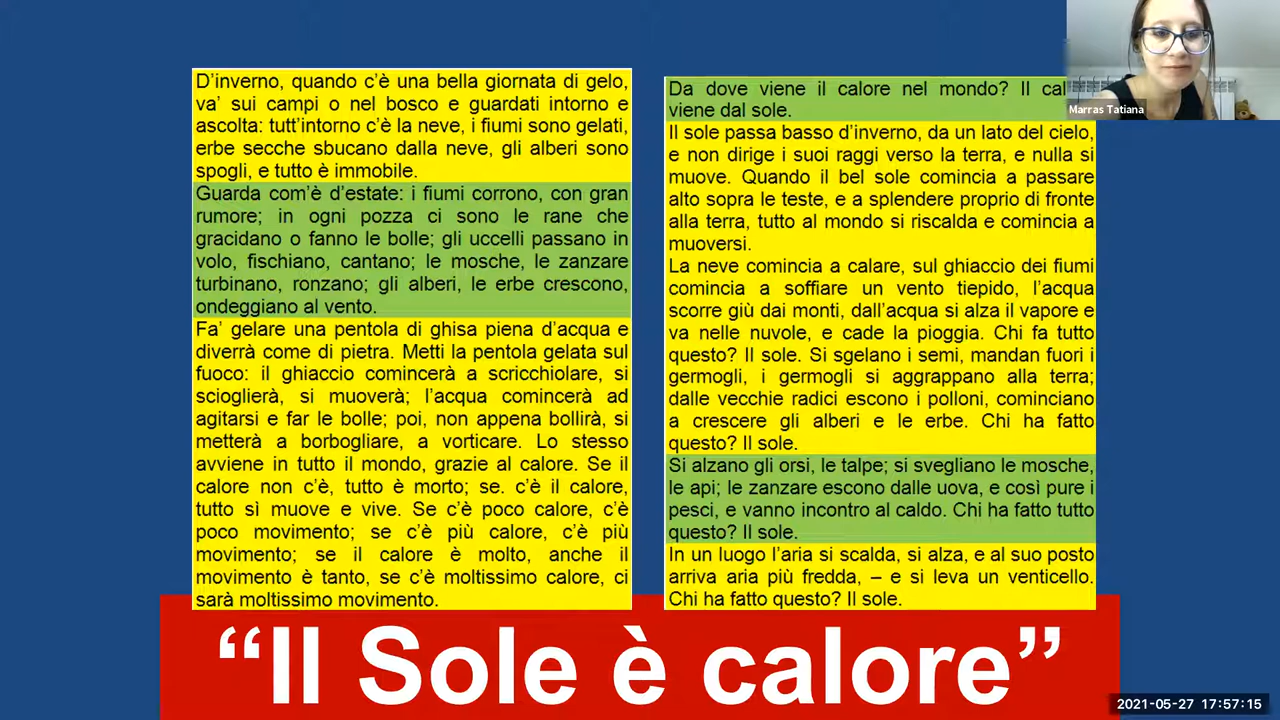 D’inverno, quando c’è una bella giornata di gelo,
va’ sui campi o nel bosco e guardati intorno e
ascolta: tutt’intorno c’è la neve, i fiumi sono gelati,
erbe secche sbucano dalla neve, gli alberi sono
spogli, e tutto è immobile.
Guarda com’è d’estate: i fiumi corrono, con gran
rumore; in ogni pozza ci sono le rane che
gracidano o fanno le bolle; gli uccelli passano in
volo, fischiano, cantano; le mosche, le zanzare
turbinano, ronzano; gli alberi, le erbe crescono,
ondeggiano al vento.
Fa’ gelare una pentola di ghisa piena d’acqua e
diverrà come di pietra. Metti la pentola gelata sul
fuoco: il ghiaccio comincerà a scricchiolare, si
scioglierà, si muoverà; l’acqua comincerà ad
agitarsi e far le bolle; poi, non appena bollirà, si
metterà a borbogliare, a vorticare. Lo stesso
avviene in tutto il mondo, grazie al calore. Se il
calore non c’è, tutto è morto; se. c’è il calore,
tutto sì muove e vive. Se c’è poco calore, c’è
poco movimento; se c’è più calore, c’è più
movimento; se il calore è molto, anche il
movimento è tanto, se c’è moltissimo calore, ci
sarà moltissimo movimento.
Da dove viene il calore nel mondo? Il cal
viene dal sole.
Il sole passa basso d’inverno, da un lato del cielo,
e non dirige i suoi raggi verso la terra, e nulla si
muove. Quando il bel sole comincia a passare
alto sopra le teste, e a splendere proprio di fronte
alla terra, tutto al mondo si riscalda e comincia a
muoversi.
La neve comincia a calare, sul ghiaccio dei fiumi
comincia a soffiare un vento tiepido, l’acqua
scorre giù dai monti, dall’acqua si alza il vapore e
va nelle nuvole, e cade la pioggia. Chi fa tutto
questo? Il sole. Si sgelano i semi, mandan fuori i
germogli, i germogli si aggrappano alla terra;
dalle vecchie radici escono i polloni, cominciano
a crescere gli alberi e le erbe. Chi ha fatto
questo? Il sole.
Si alzano gli orsi, le talpe; si svegliano le mosche,
le api; le zanzare escono dalle uova, e così pure i
pesci, e vanno incontro al caldo. Chi ha fatto tutto
questo? Il sole.
In un luogo l’aria si scalda, si alza, e al suo posto
arriva aria più fredda, – e si leva un venticello.
Chi ha fatto questo? Il sole.
Marras Tatiana
“Il Sole è calore”
2021-05-27 17:57:15